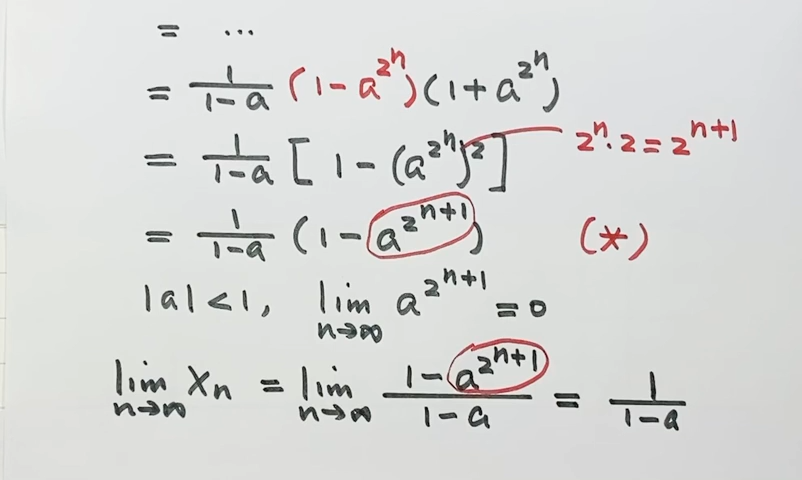 = ...
= 1/(1-a) (1-a^{2^n})(1+a^{2^n})
= 1/(1-a) [1-(a^{2^n})^2] 2^n·2=2^{n+1}
= 1/(1-a) (1-a^{2^{n+1}}) (*)
|a|<1, lim_{n→∞} a^{2^{n+1}} = 0
lim_{n→∞} x_n = lim_{n→∞} (1-a^{2^{n+1}})/(1-a) = 1/(1-a)